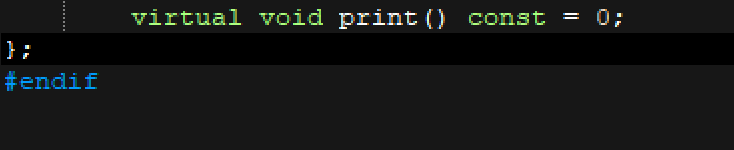 virtual void print() const = 0;
};
#endif